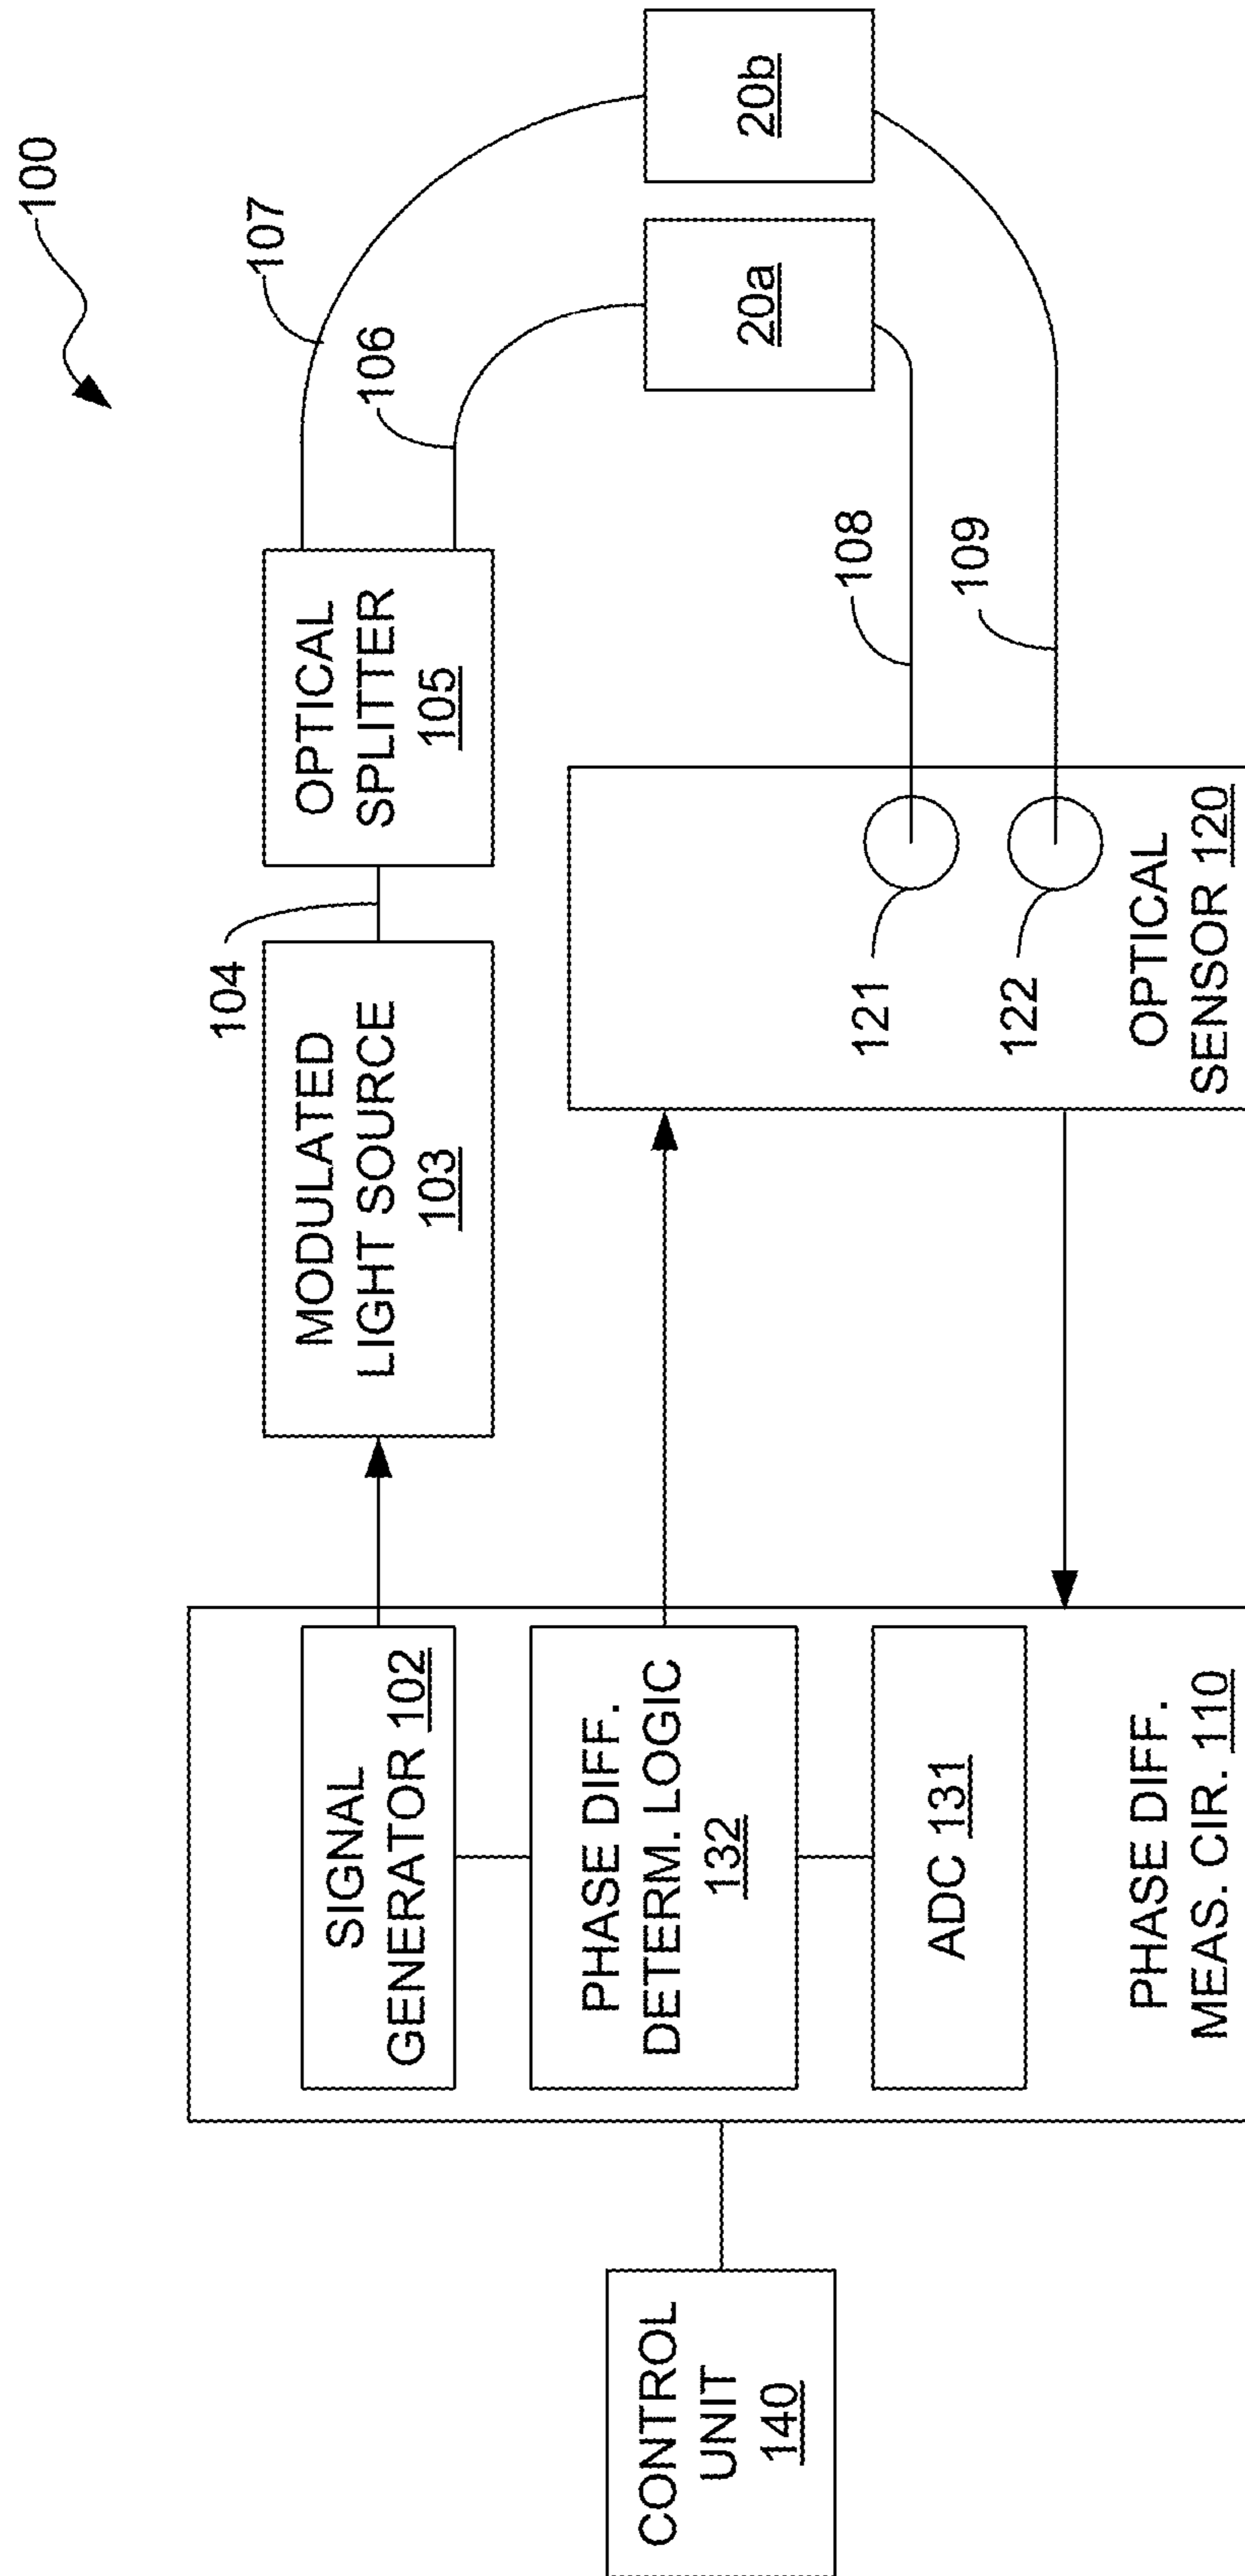 100
107
106
104
MODULATED
LIGHT SOURCE
103
OPTICAL
SPLITTER
105
20a
20b
SIGNAL
GENERATOR 102
PHASE DIFF.
DETERM. LOGIC
132
ADC 131
PHASE DIFF.
MEAS. CIR. 110
CONTROL
UNIT
140
108
109
121
122
OPTICAL
SENSOR 120